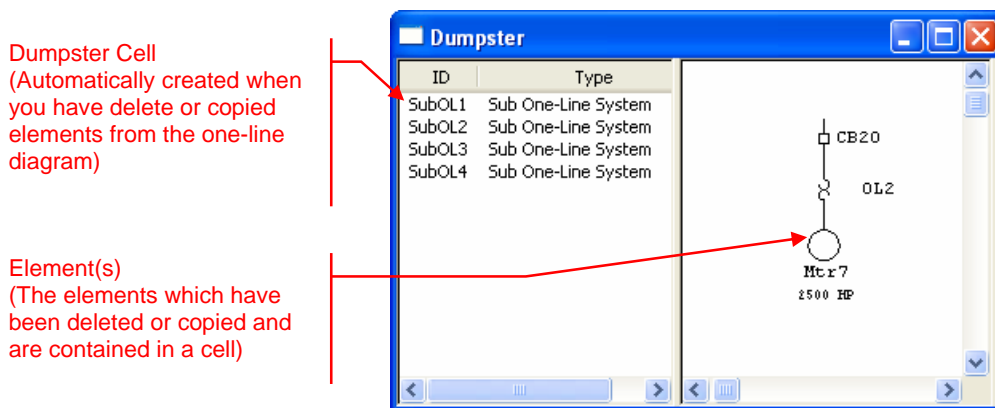 Dumpster Cell
(Automatically created when
you have delete or copied
elements from the one-line
diagram)
Element(s)
(The elements which have
been deleted or copied and
are contained in a cell)
Dumpster
ID Type
SubOL1 Sub One-Line System
SubOL2 Sub One-Line System
SubOL3 Sub One-Line System
SubOL4 Sub One-Line System
CB20
OL2
Mtr7
2500 HP